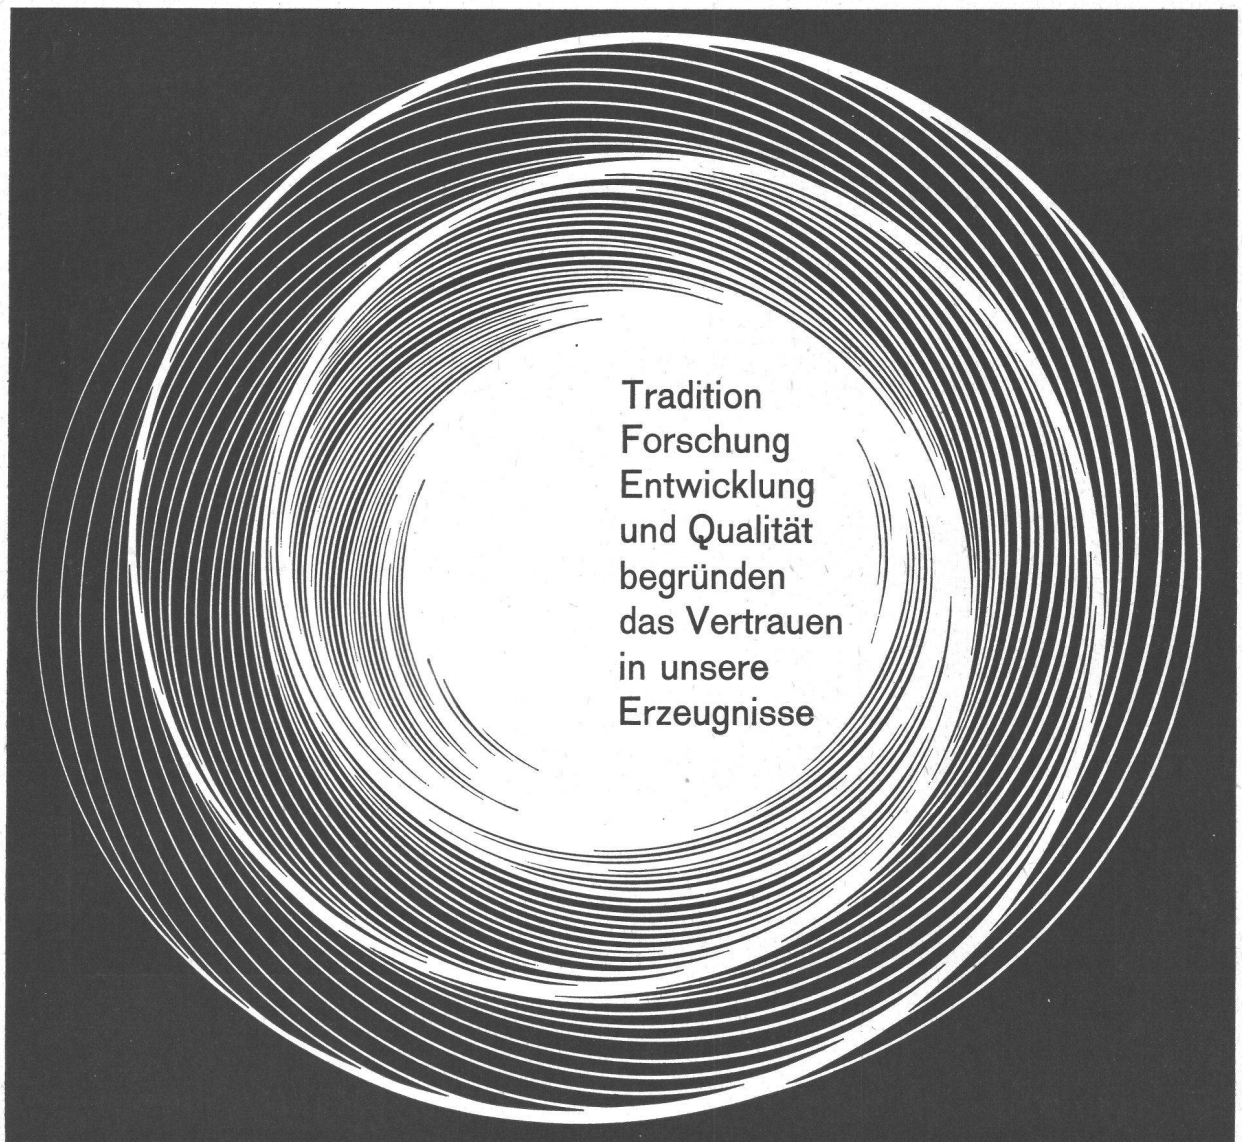 Tradition
Forschung
Entwicklung
und Qualität
begründen
das Vertrauen
in unsere
Erzeugnisse